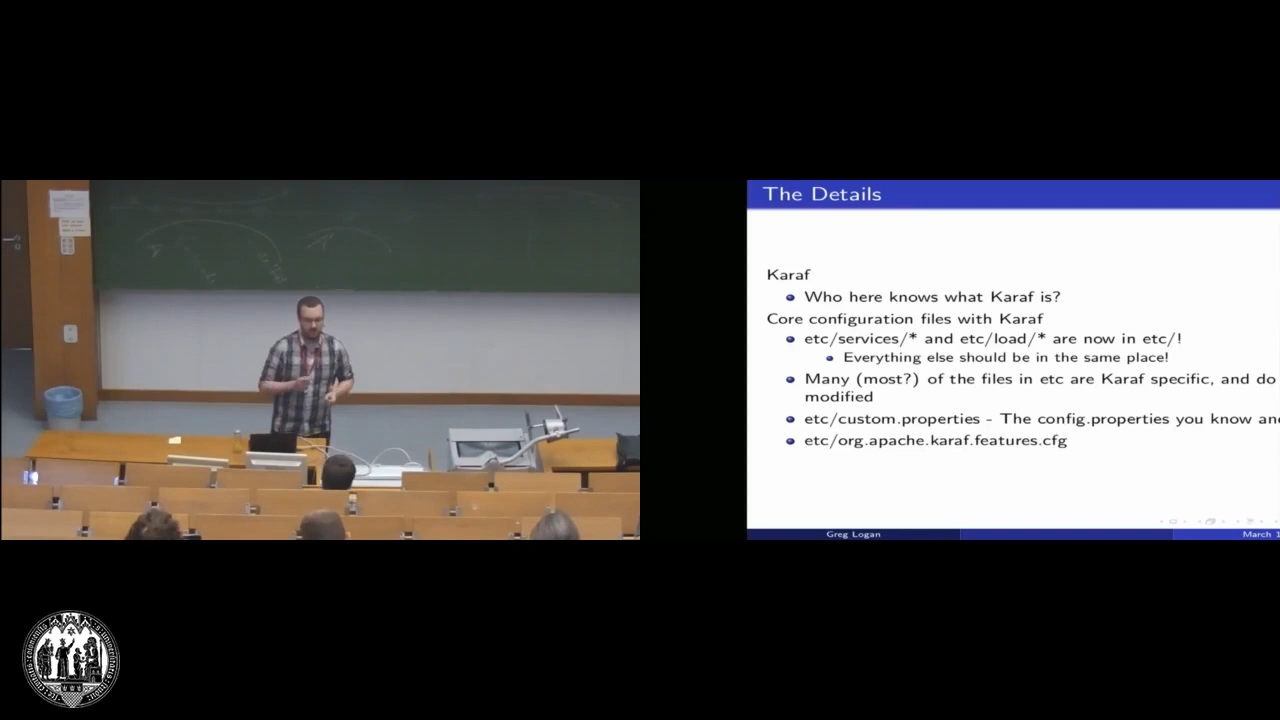 The Details
Karaf
Who here knows what Karaf is?
Core configuration files with Karaf
etc/services/* and etc/load/* are now in etc/!
Everything else should be in the same place!
Many (most?) of the files in etc are Karaf specific, and do
modified
etc/custom.properties - The config.properties you know and
etc/org.apache.karaf.features.cfg
Greg Logan
March 1